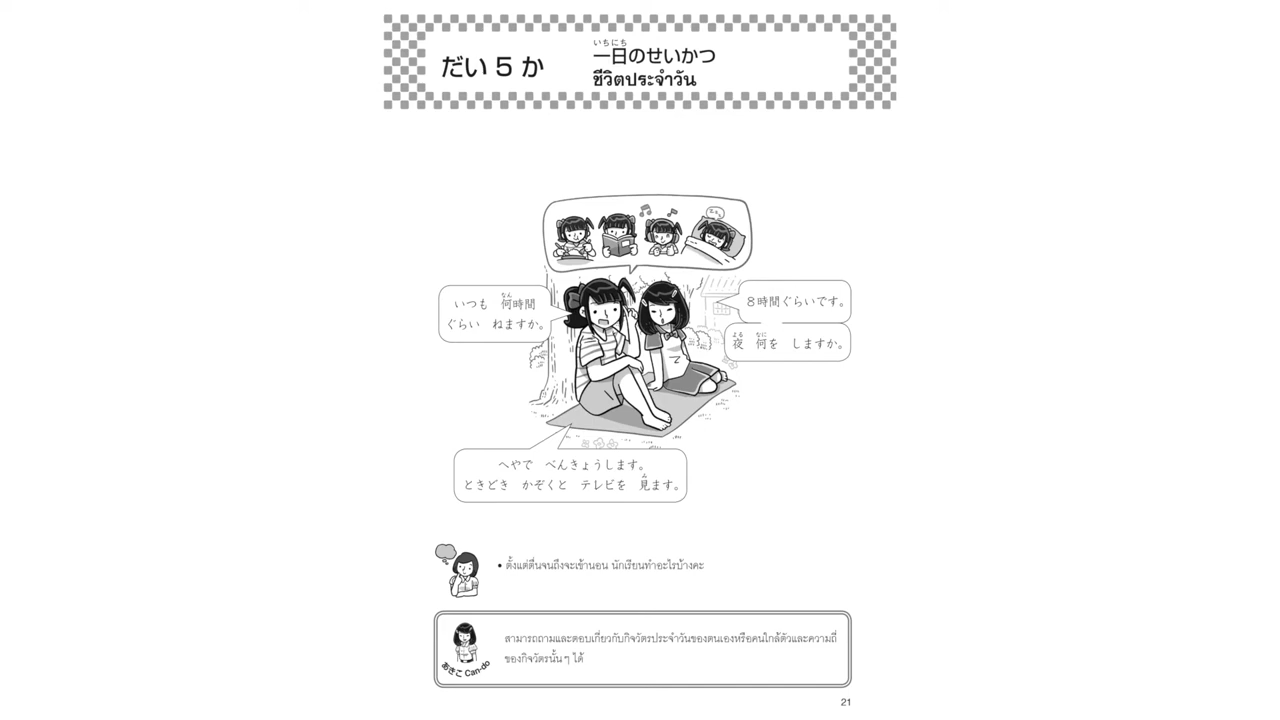 だい 5 か
いちにち
一日のせいかつ
ชีวิตประจำวัน
zzz
なん
いつも 何時間
ぐらい ねますか。
8時間ぐらいです。
よる なに
夜 何を しますか。
へやで べんきょうします。
み
ときどき かぞくと テレビを 見ます。
• ตั้งแต่ตื่นจนถึงจะเข้านอน นักเรียนทำอะไรบ้างคะ
สามารถถามและตอบเกี่ยวกับกิจวัตรประจำวันของตนเองหรือคนใกล้ตัวและความถี่
ของกิจวัตรนั้นๆ ได้
あきこ Can-do
21